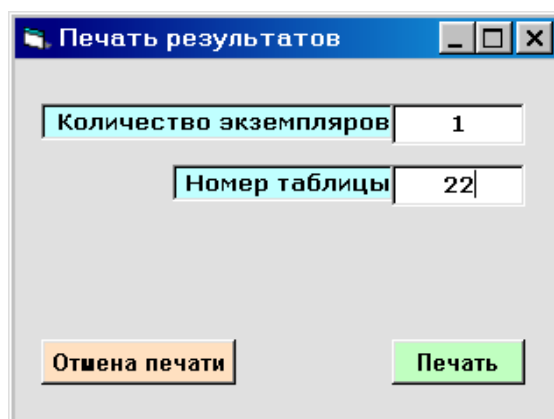 Печать результатов
Количество экземпляров 1
Номер таблицы 22
Отмена печати Печать